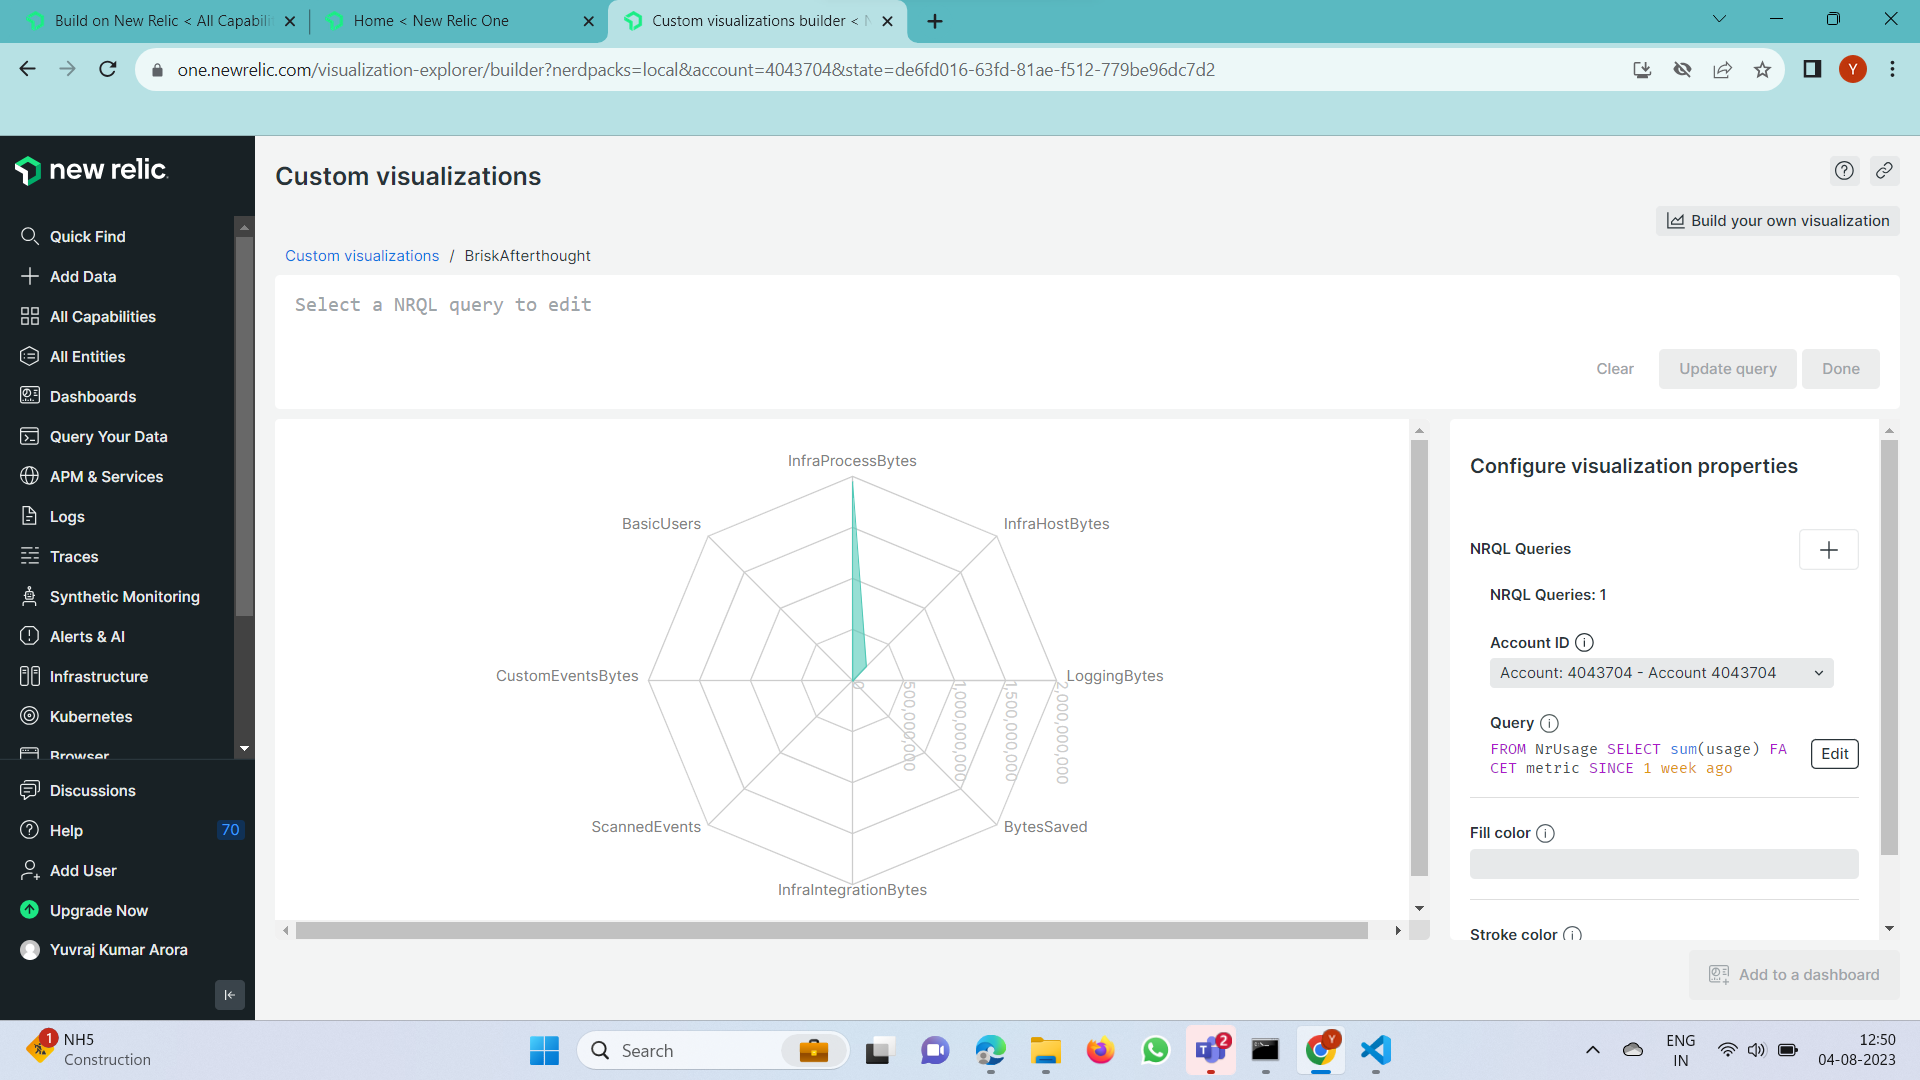 Build on New Relic < All Capabili
Home < New Relic One
Custom visualizations builder < N
one.newrelic.com/visualization-explorer/builder?nerdpacks=local&account=4043704&state=de6fd016-63fd-81ae-f512-779be96dc7d2
Y
new relic
Quick Find
Add Data
All Capabilities
All Entities
Dashboards
Query Your Data
APM & Services
Logs
Traces
Synthetic Monitoring
Alerts & AI
Infrastructure
Kubernetes
Browser
Discussions
Help 70
Add User
Upgrade Now
Yuvraj Kumar Arora
Custom visualizations
Build your own visualization
Custom visualizations / BriskAfterthought
Select a NRQL query to edit
Clear
Update query
Done
InfraProcessBytes
BasicUsers
InfraHostBytes
CustomEventsBytes
LoggingBytes
0
500,000,000
1,000,000,000
1,500,000,000
2,000,000,000
ScannedEvents
BytesSaved
InfraIntegrationBytes
Configure visualization properties
NRQL Queries
NRQL Queries: 1
Account ID
Account: 4043704 - Account 4043704
Query
FROM NrUsage SELECT sum(usage) FA
CET metric SINCE 1 week ago
Edit
Fill color
Stroke color
Add to a dashboard
1
NH5
Construction
Search
2
Y
ENG
IN
12:50
04-08-2023